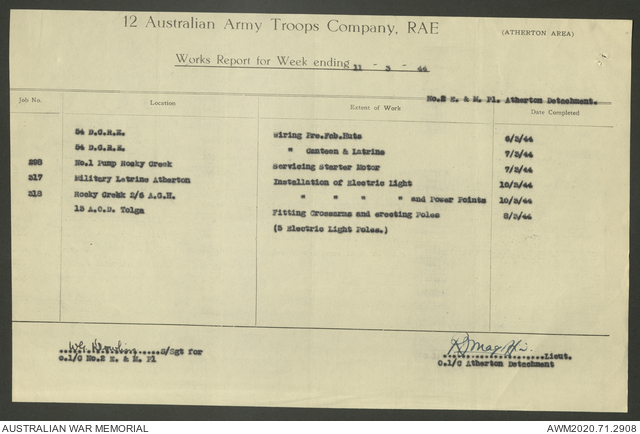 12 Australian Army Troops Company, RAE
(ATHERTON AREA)
Works Report for Week ending 11 - 3 - 44
No.2 E. & M. Pl. Atherton Detachment.
Job No. Location Extent of Work Date Completed
54 D.G.R.H. Wiring Pre.Fab.Huts 6/3/44
54 D.G.R.H. " Canteen & Latrine 7/3/44
298 No.1 Pump Rocky Creek Servicing Starter Motor 7/3/44
317 Military Latrine Atherton Installation of Electric Light 10/3/44
318 Rocky Creek 2/6 A.G.H. " " " " and Power Points 10/3/44
13 A.O.D. Tolga Fitting Crossarms and erecting Poles 8/3/44
(5 Electric Light Poles.)
S/Sgt for
O.I/C No.2 E. & M. Pl
Lieut.
O.I/C Atherton Detachment
AUSTRALIAN WAR MEMORIAL
AWM2020.71.2908